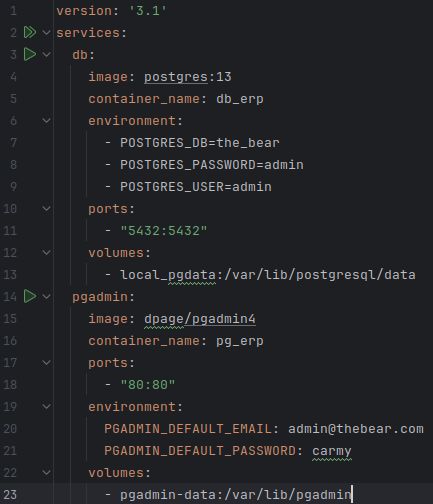 1 version: '3.1'
2 services:
3   db:
4     image: postgres:13
5     container_name: db_erp
6     environment:
7       - POSTGRES_DB=the_bear
8       - POSTGRES_PASSWORD=admin
9       - POSTGRES_USER=admin
10     ports:
11       - "5432:5432"
12     volumes:
13       - local_pgdata:/var/lib/postgresql/data
14   pgadmin:
15     image: dpage/pgadmin4
16     container_name: pg_erp
17     ports:
18       - "80:80"
19     environment:
20       PGADMIN_DEFAULT_EMAIL: admin@thebear.com
21       PGADMIN_DEFAULT_PASSWORD: carmy
22     volumes:
23       - pgadmin-data:/var/lib/pgadmin